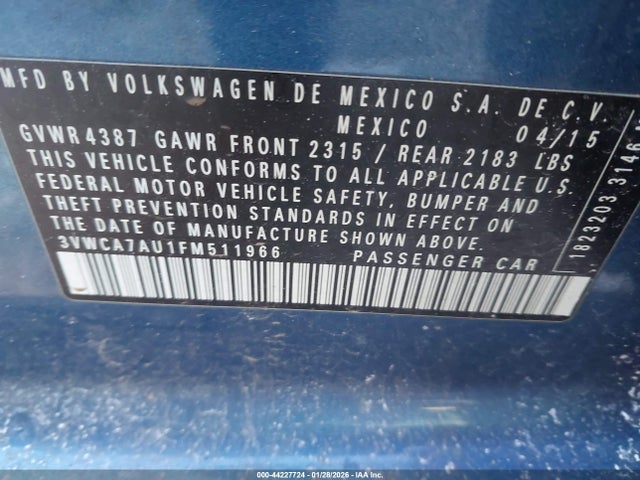 MFD BY VOLKSWAGEN DE MEXICO S.A. DE C.V.
MEXICO 04/15
GVWR 4387 GAWR FRONT 2315 / REAR 2183 LBS
THIS VEHICLE CONFORMS TO ALL APPLICABLE U.S.
FEDERAL MOTOR VEHICLE SAFETY, BUMPER AND
THEFT PREVENTION STANDARDS IN EFFECT ON
THE DATE OF MANUFACTURE SHOWN ABOVE.
3VWCA7AU1FM511966 PASSENGER CAR
1823203 3146
000-44227724 - 01/28/2026 - Copyright IAA, Inc.